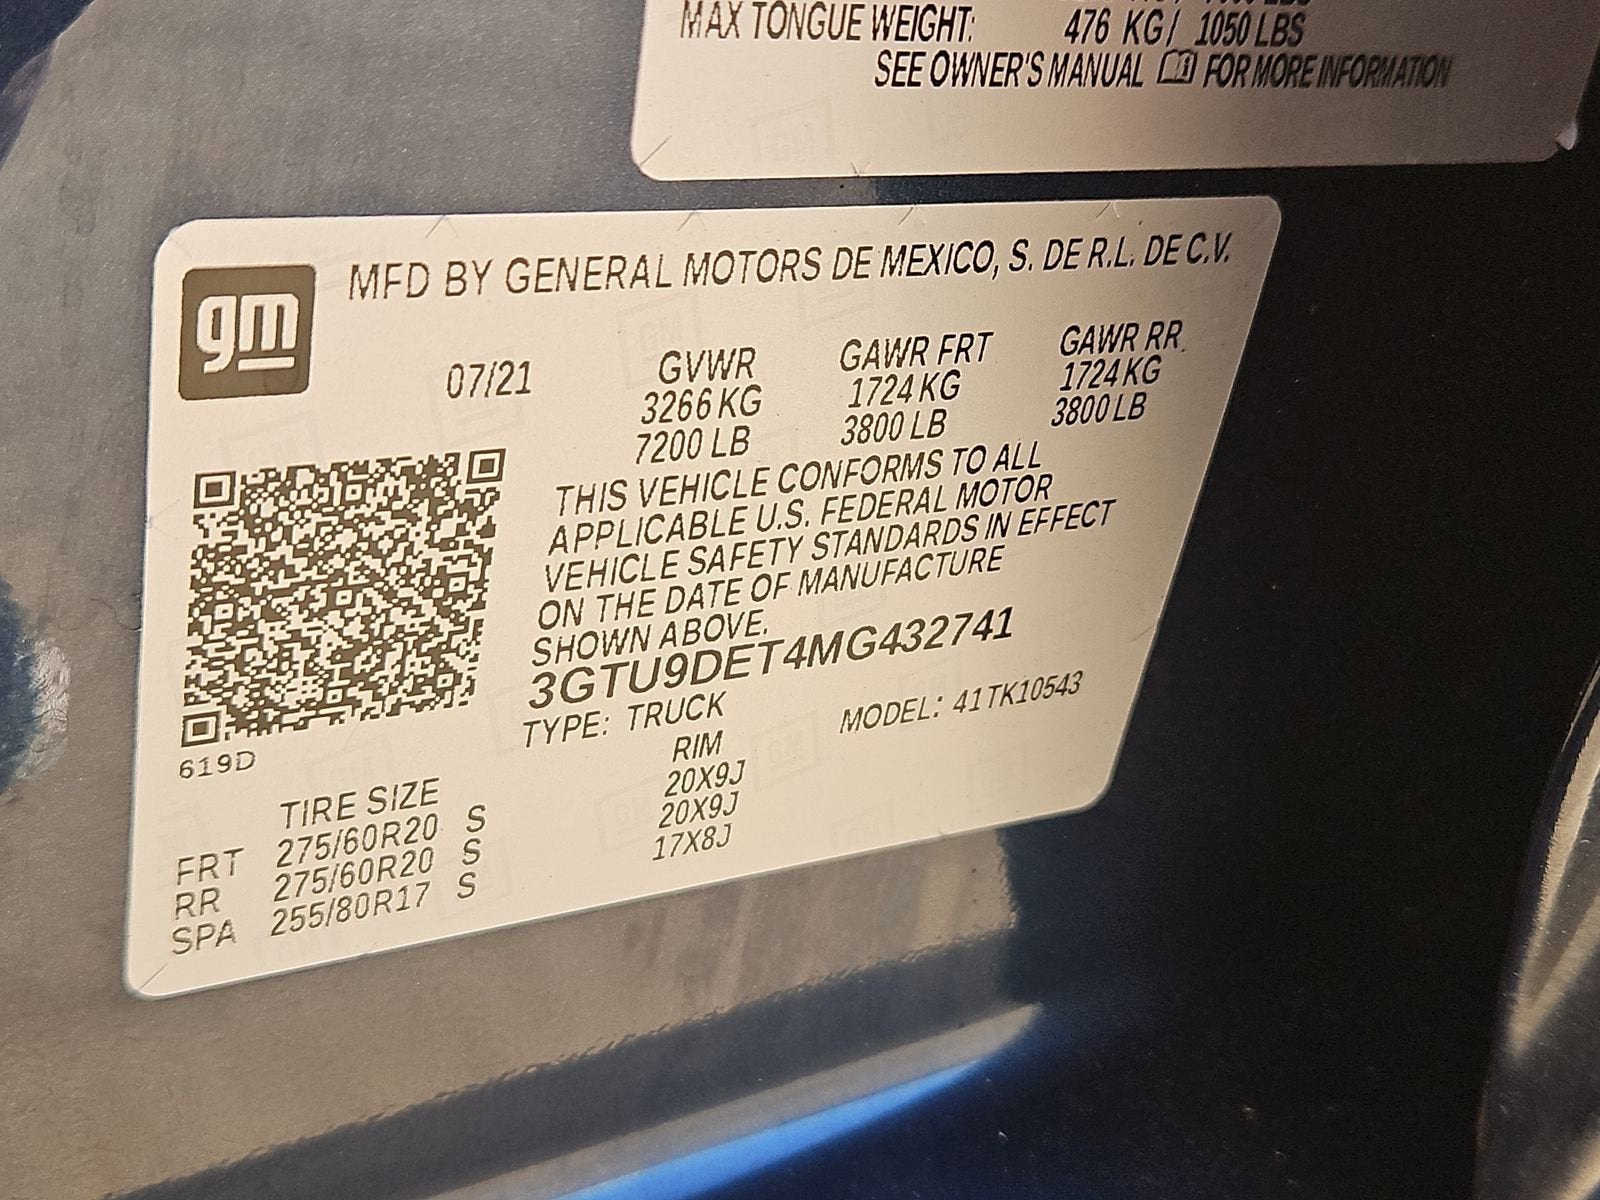 MAX TONGUE WEIGHT: 476 KG/ 1050 LBS
SEE OWNER'S MANUAL FOR MORE INFORMATION
gm
MFD BY GENERAL MOTORS DE MEXICO, S. DE R.L. DE C.V.
07/21 GVWR GAWR FRT GAWR RR
3266 KG 1724 KG 1724 KG
7200 LB 3800 LB 3800 LB
THIS VEHICLE CONFORMS TO ALL
APPLICABLE U.S. FEDERAL MOTOR
VEHICLE SAFETY STANDARDS IN EFFECT
ON THE DATE OF MANUFACTURE
SHOWN ABOVE.
3GTU9DET4MG432741
TYPE: TRUCK MODEL: 41TK10543
619D
TIRE SIZE RIM
FRT 275/60R20 S 20X9J
RR 275/60R20 S 20X9J
SPA 255/80R17 S 17X8J